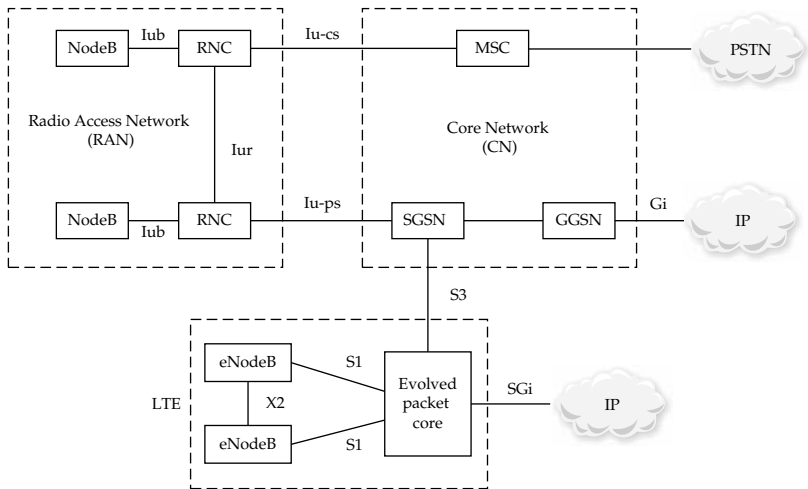 NodeB
Iub
RNC
Iu-cs
MSC
PSTN
Radio Access Network
(RAN)
Iur
Core Network
(CN)
NodeB
Iub
RNC
Iu-ps
SGSN
GGSN
Gi
IP
S3
LTE
eNodeB
S1
X2
eNodeB
S1
Evolved
packet
core
SGi
IP